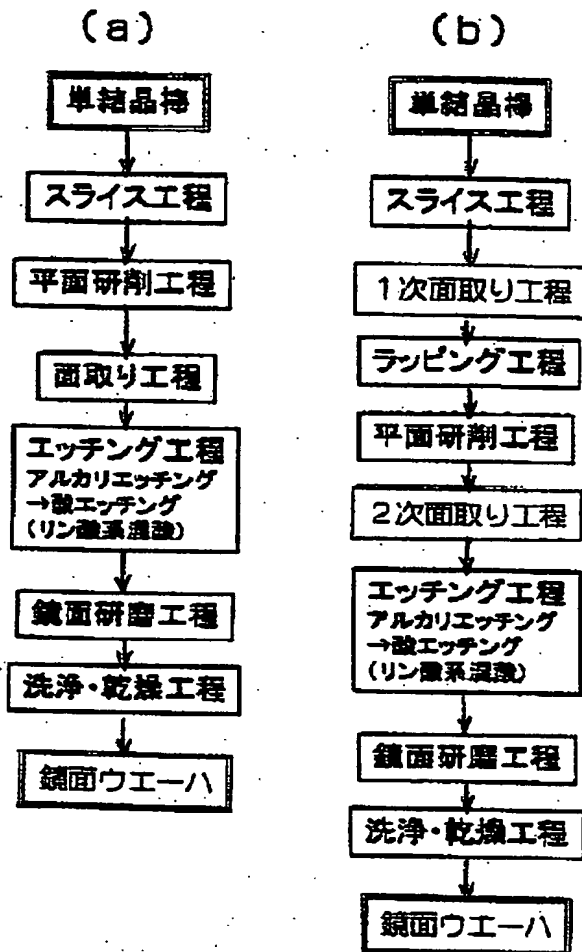 (a)
単結晶棒
スライス工程
平面研削工程
面取り工程
エッチング工程
アルカリエッチング
→酸エッチング
(リン酸系混酸)
鏡面研磨工程
洗浄・乾燥工程
鏡面ウエーハ
(b)
単結晶棒
スライス工程
1次面取り工程
ラッピング工程
平面研削工程
2次面取り工程
エッチング工程
アルカリエッチング
→酸エッチング
(リン酸系混酸)
鏡面研磨工程
洗浄・乾燥工程
鏡面ウエーハ